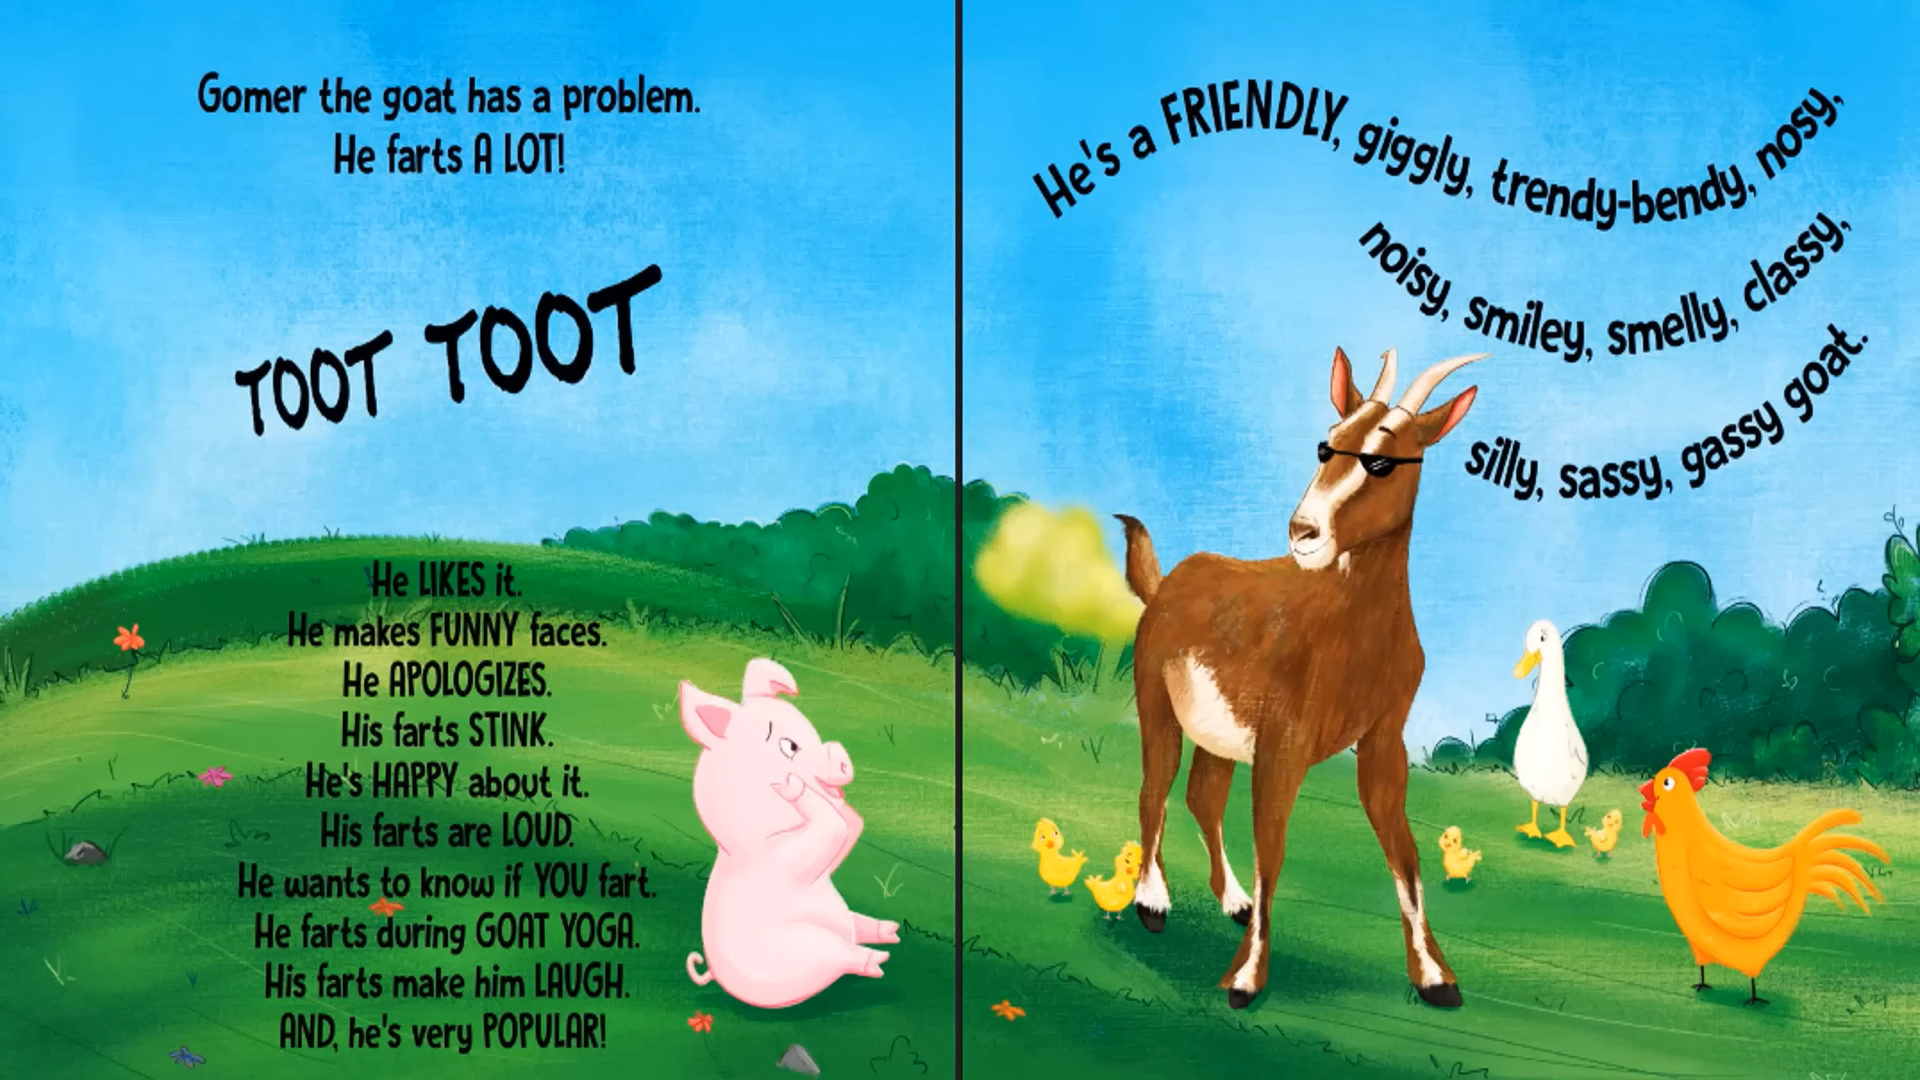 Gomer the goat has a problem.
He farts A LOT!
TOOT TOOT
He LIKES it.
He makes FUNNY faces.
He APOLOGIZES.
His farts STINK.
He's HAPPY about it.
His farts are LOUD.
He wants to know if YOU fart.
He farts during GOAT YOGA.
His farts make him LAUGH.
AND, he's very POPULAR!
He's a FRIENDLY, giggly, trendy-bendy, nosy,
noisy, smiley, smelly, classy,
silly, sassy, gassy goat.